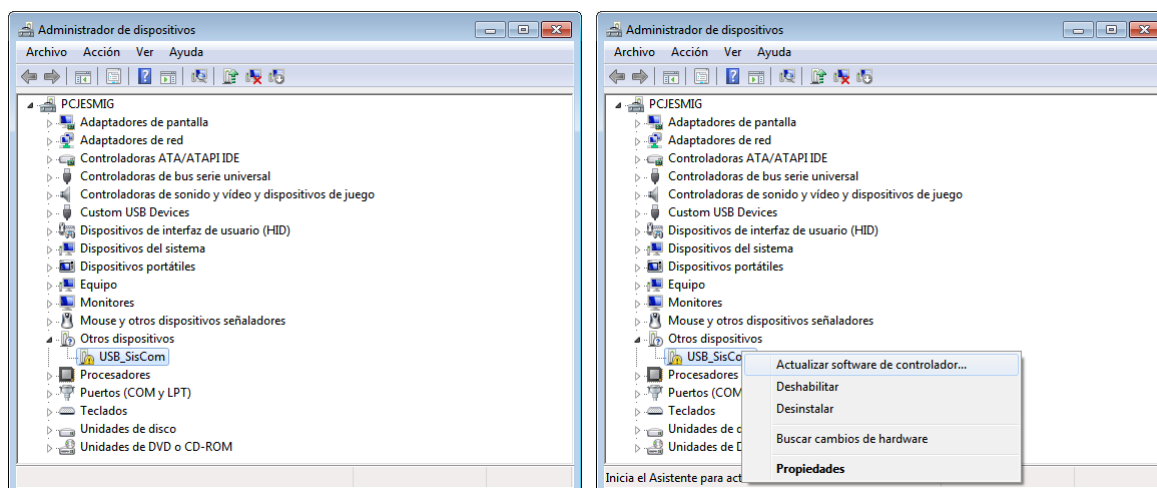 Administrador de dispositivos
Archivo Acción Ver Ayuda
PCJESMIG
Adaptadores de pantalla
Adaptadores de red
Controladoras ATA/ATAPI IDE
Controladoras de bus serie universal
Controladoras de sonido y vídeo y dispositivos de juego
Custom USB Devices
Dispositivos de interfaz de usuario (HID)
Dispositivos del sistema
Dispositivos portátiles
Equipo
Monitores
Mouse y otros dispositivos señaladores
Otros dispositivos
USB_SisCom
Procesadores
Puertos (COM y LPT)
Teclados
Unidades de disco
Unidades de DVD o CD-ROM
Administrador de dispositivos
Archivo Acción Ver Ayuda
PCJESMIG
Adaptadores de pantalla
Adaptadores de red
Controladoras ATA/ATAPI IDE
Controladoras de bus serie universal
Controladoras de sonido y vídeo y dispositivos de juego
Custom USB Devices
Dispositivos de interfaz de usuario (HID)
Dispositivos del sistema
Dispositivos portátiles
Equipo
Monitores
Mouse y otros dispositivos señaladores
Otros dispositivos
USB_SisCo
Procesadores
Puertos (COM
Teclados
Unidades de d
Unidades de D
Actualizar software de controlador...
Deshabilitar
Desinstalar
Buscar cambios de hardware
Propiedades
Inicia el Asistente para act